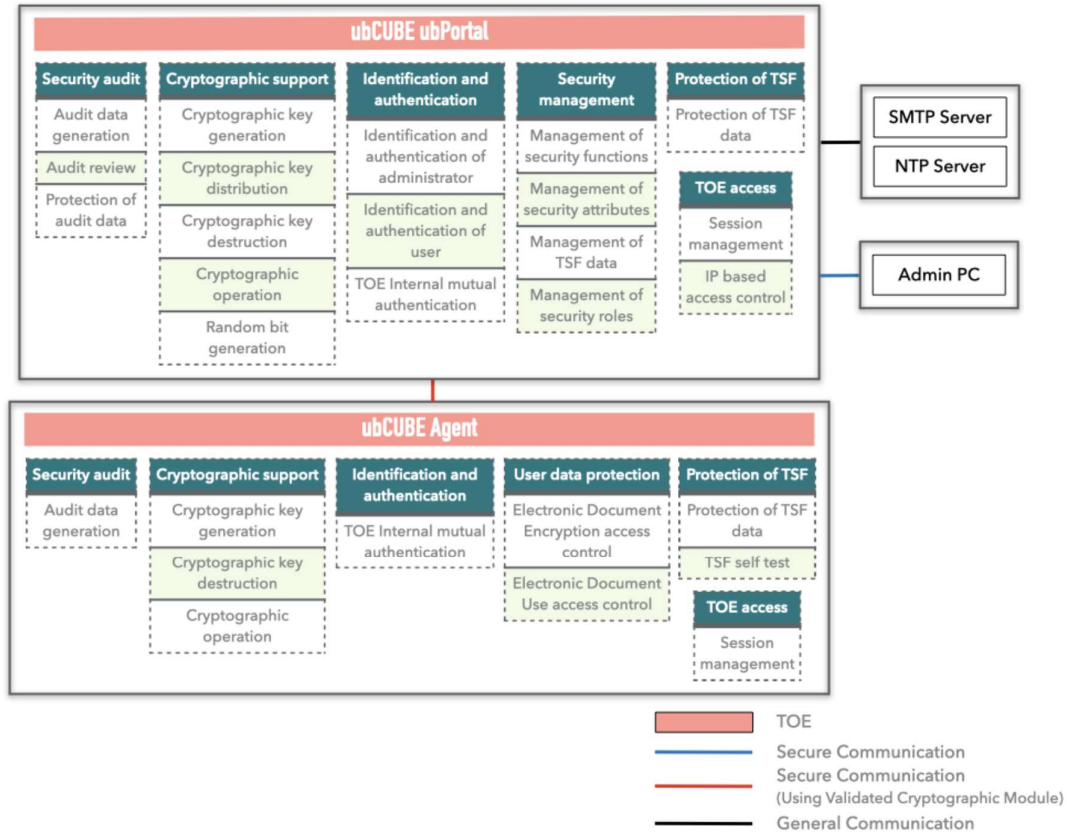 ubCUBE ubPortal
Security audit
Audit data
generation
Audit review
Protection of
audit data
Cryptographic support
Cryptographic key
generation
Cryptographic key
distribution
Cryptographic key
destruction
Cryptographic
operation
Random bit
generation
Identification and
authentication
Identification and
authentication of
administrator
Identification and
authentication of
user
TOE Internal mutual
authentication
Security
management
Management of
security functions
Management of
security attributes
Management of
TSF data
Management of
security roles
Protection of TSF
Protection of TSF
data
TOE access
Session
management
IP based
access control
SMTP Server
NTP Server
Admin PC
ubCUBE Agent
Security audit
Audit data
generation
Cryptographic support
Cryptographic key
generation
Cryptographic key
destruction
Cryptographic
operation
Identification and
authentication
TOE Internal mutual
authentication
User data protection
Electronic Document
Encryption access
control
Electronic Document
Use access control
Protection of TSF
Protection of TSF
data
TSF self test
TOE access
Session
management
TOE
Secure Communication
Secure Communication
(Using Validated Cryptographic Module)
General Communication